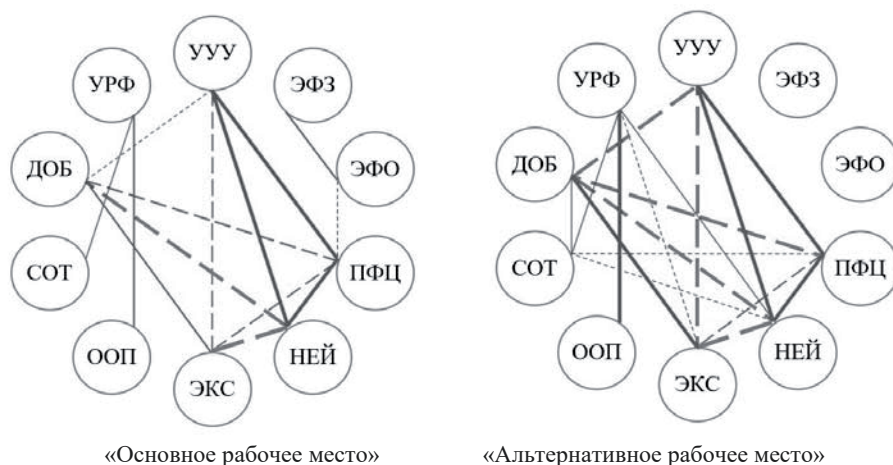 УУУ
УРФ
ЭФЗ
ДОБ
ЭФО
СОТ
ПФЦ
ООП
НЕЙ
ЭКС
«Основное рабочее место»
УУУ
УРФ
ЭФЗ
ДОБ
ЭФО
СОТ
ПФЦ
ООП
НЕЙ
ЭКС
«Альтернативное рабочее место»